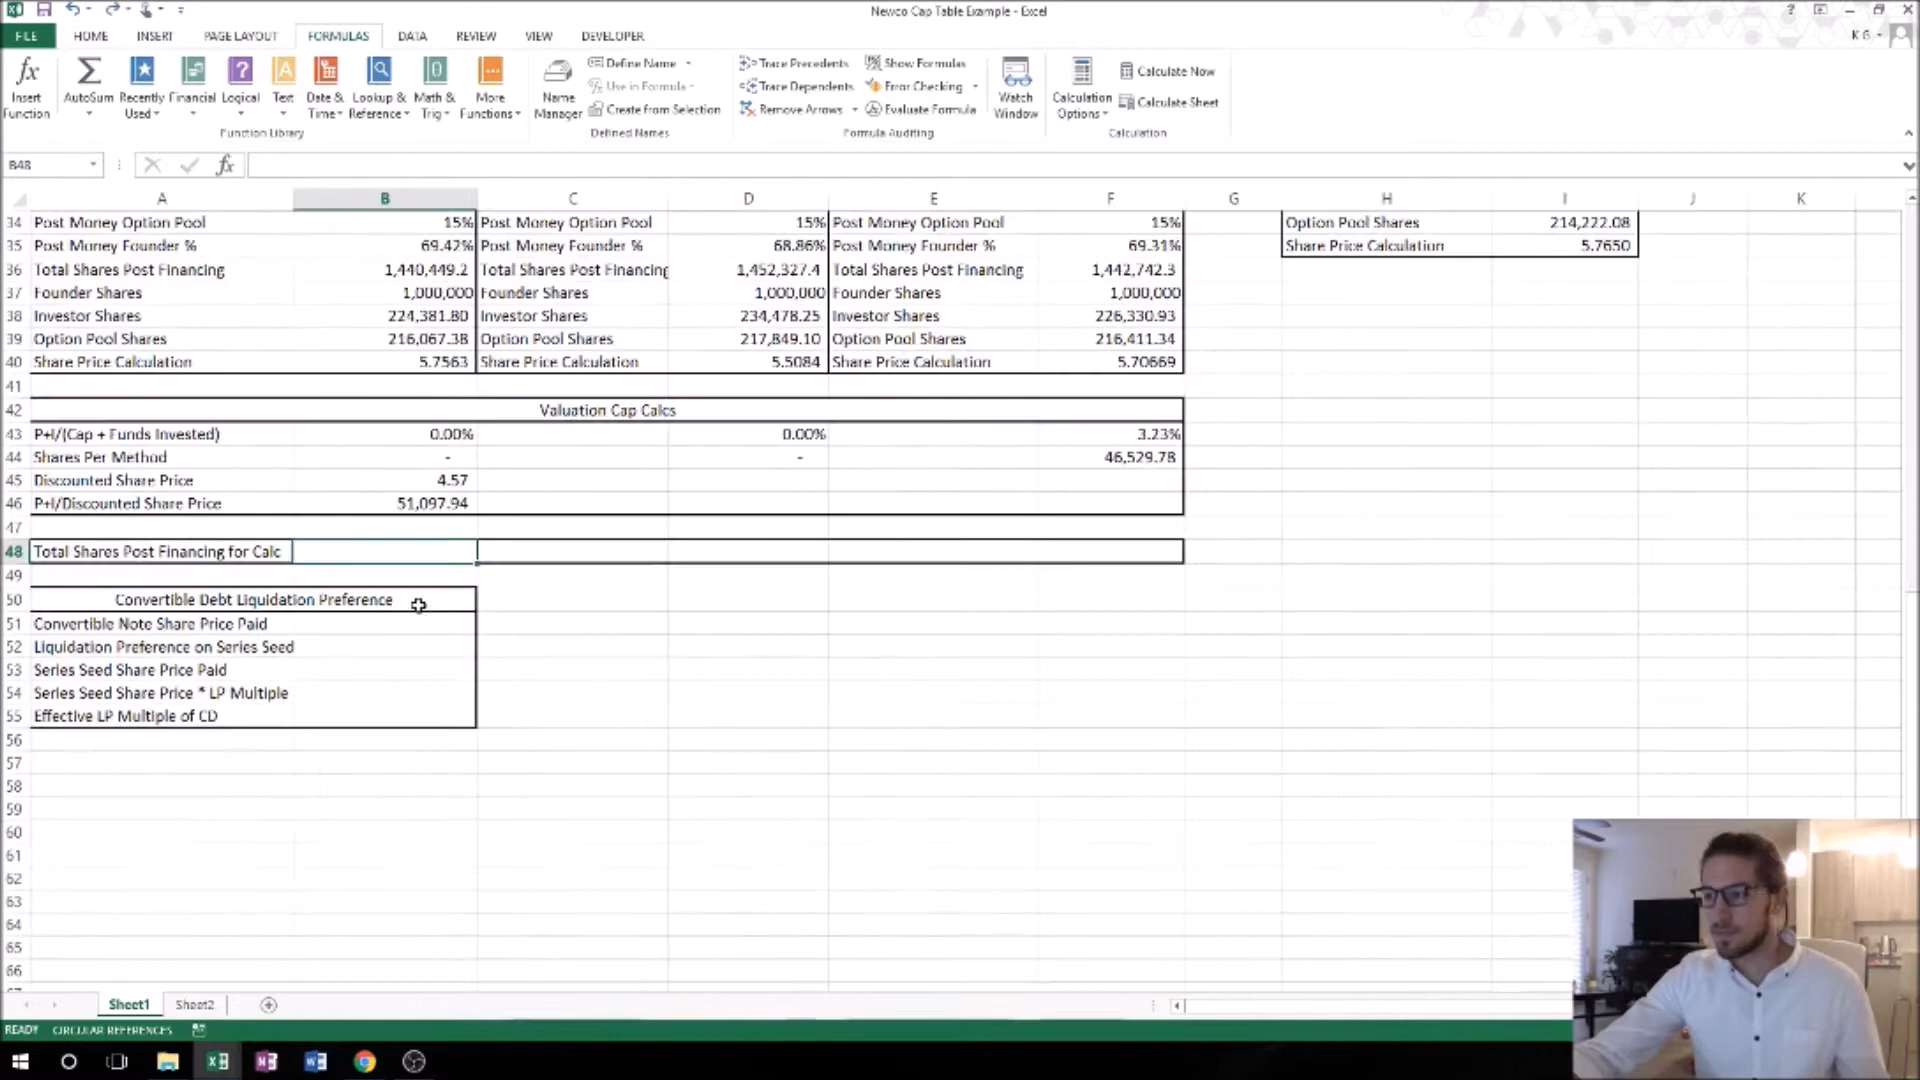 Newco Cap Table Example - Excel
FILE HOME INSERT PAGE LAYOUT FORMULAS DATA REVIEW VIEW DEVELOPER K G
Insert Function
AutoSum
Recently Used
Financial
Logical
Text
Date & Time
Lookup & Reference
Math & Trig
More Functions
Function Library
Name Manager
Define Name
Use in Formula
Create from Selection
Defined Names
Trace Precedents
Trace Dependents
Remove Arrows
Show Formulas
Error Checking
Evaluate Formula
Formula Auditing
Watch Window
Calculation Options
Calculate Now
Calculate Sheet
Calculation
B48 fx
A B C D E F G H I J K
34 Post Money Option Pool 15% Post Money Option Pool 15% Post Money Option Pool 15% Option Pool Shares 214,222.08
35 Post Money Founder % 69.42% Post Money Founder % 68.86% Post Money Founder % 69.31% Share Price Calculation 5.7650
36 Total Shares Post Financing 1,440,449.2 Total Shares Post Financing 1,452,327.4 Total Shares Post Financing 1,442,742.3
37 Founder Shares 1,000,000 Founder Shares 1,000,000 Founder Shares 1,000,000
38 Investor Shares 224,381.80 Investor Shares 234,478.25 Investor Shares 226,330.93
39 Option Pool Shares 216,067.38 Option Pool Shares 217,849.10 Option Pool Shares 216,411.34
40 Share Price Calculation 5.7563 Share Price Calculation 5.5084 Share Price Calculation 5.70669
41
42 Valuation Cap Calcs
43 P+I/(Cap + Funds Invested) 0.00% 0.00% 3.23%
44 Shares Per Method - - 46,529.78
45 Discounted Share Price 4.57
46 P+I/Discounted Share Price 51,097.94
47
48 Total Shares Post Financing for Calc
49
50 Convertible Debt Liquidation Preference
51 Convertible Note Share Price Paid
52 Liquidation Preference on Series Seed
53 Series Seed Share Price Paid
54 Series Seed Share Price * LP Multiple
55 Effective LP Multiple of CD
56
57
58
59
60
61
62
63
64
65
66
Sheet1 Sheet2
READY CIRCULAR REFERENCES